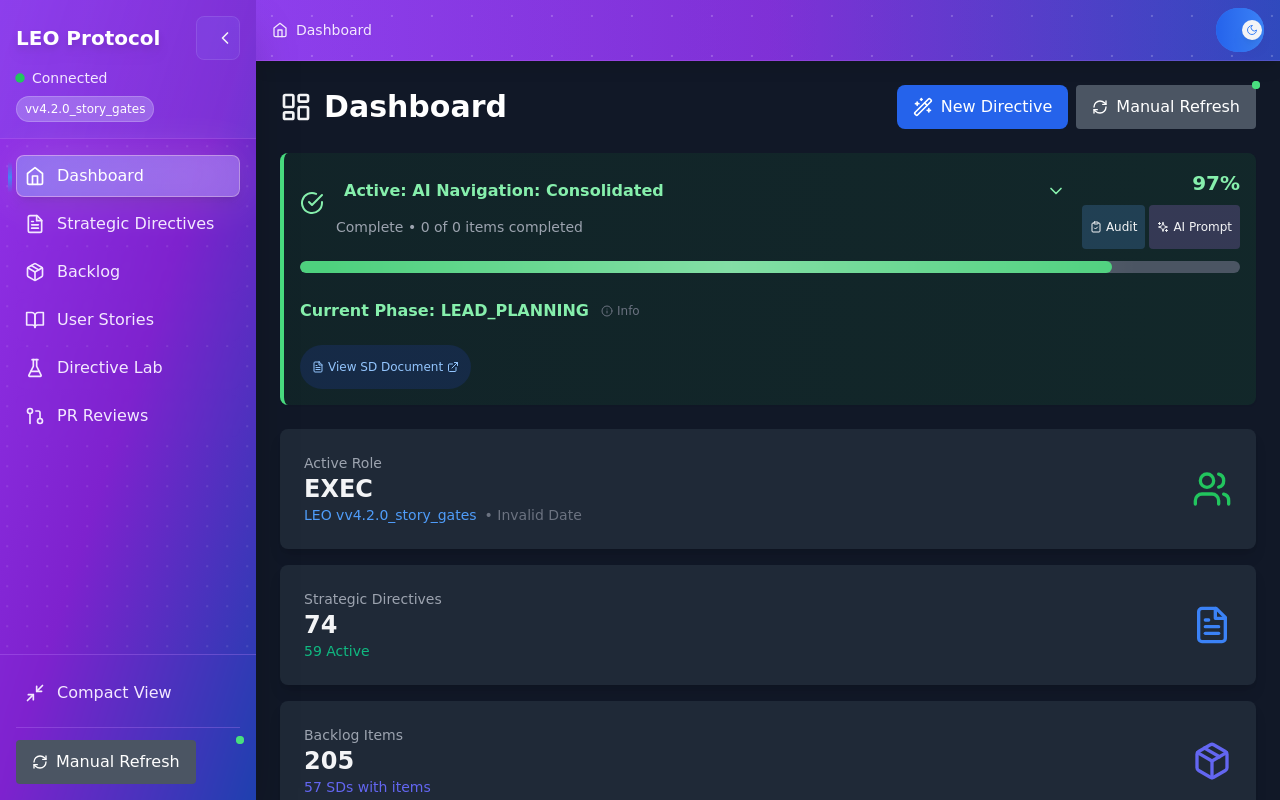 LEO Protocol
Connected
vv4.2.0_story_gates
Dashboard
Strategic Directives
Backlog
User Stories
Directive Lab
PR Reviews
Compact View
Manual Refresh
Dashboard
Dashboard
New Directive
Manual Refresh
Active: AI Navigation: Consolidated
97%
Complete • 0 of 0 items completed
Audit
AI Prompt
Current Phase: LEAD_PLANNING
Info
View SD Document
Active Role
EXEC
LEO vv4.2.0_story_gates • Invalid Date
Strategic Directives
74
59 Active
Backlog Items
205
57 SDs with items